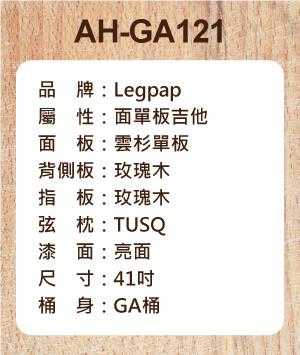 AH-GA121
品　牌：Legpap
屬　性：面單板吉他
面　板：雲杉單板
背側板：玫瑰木
指　板：玫瑰木
弦　枕：TUSQ
漆　面：亮面
尺　寸：41吋
桶　身：GA桶